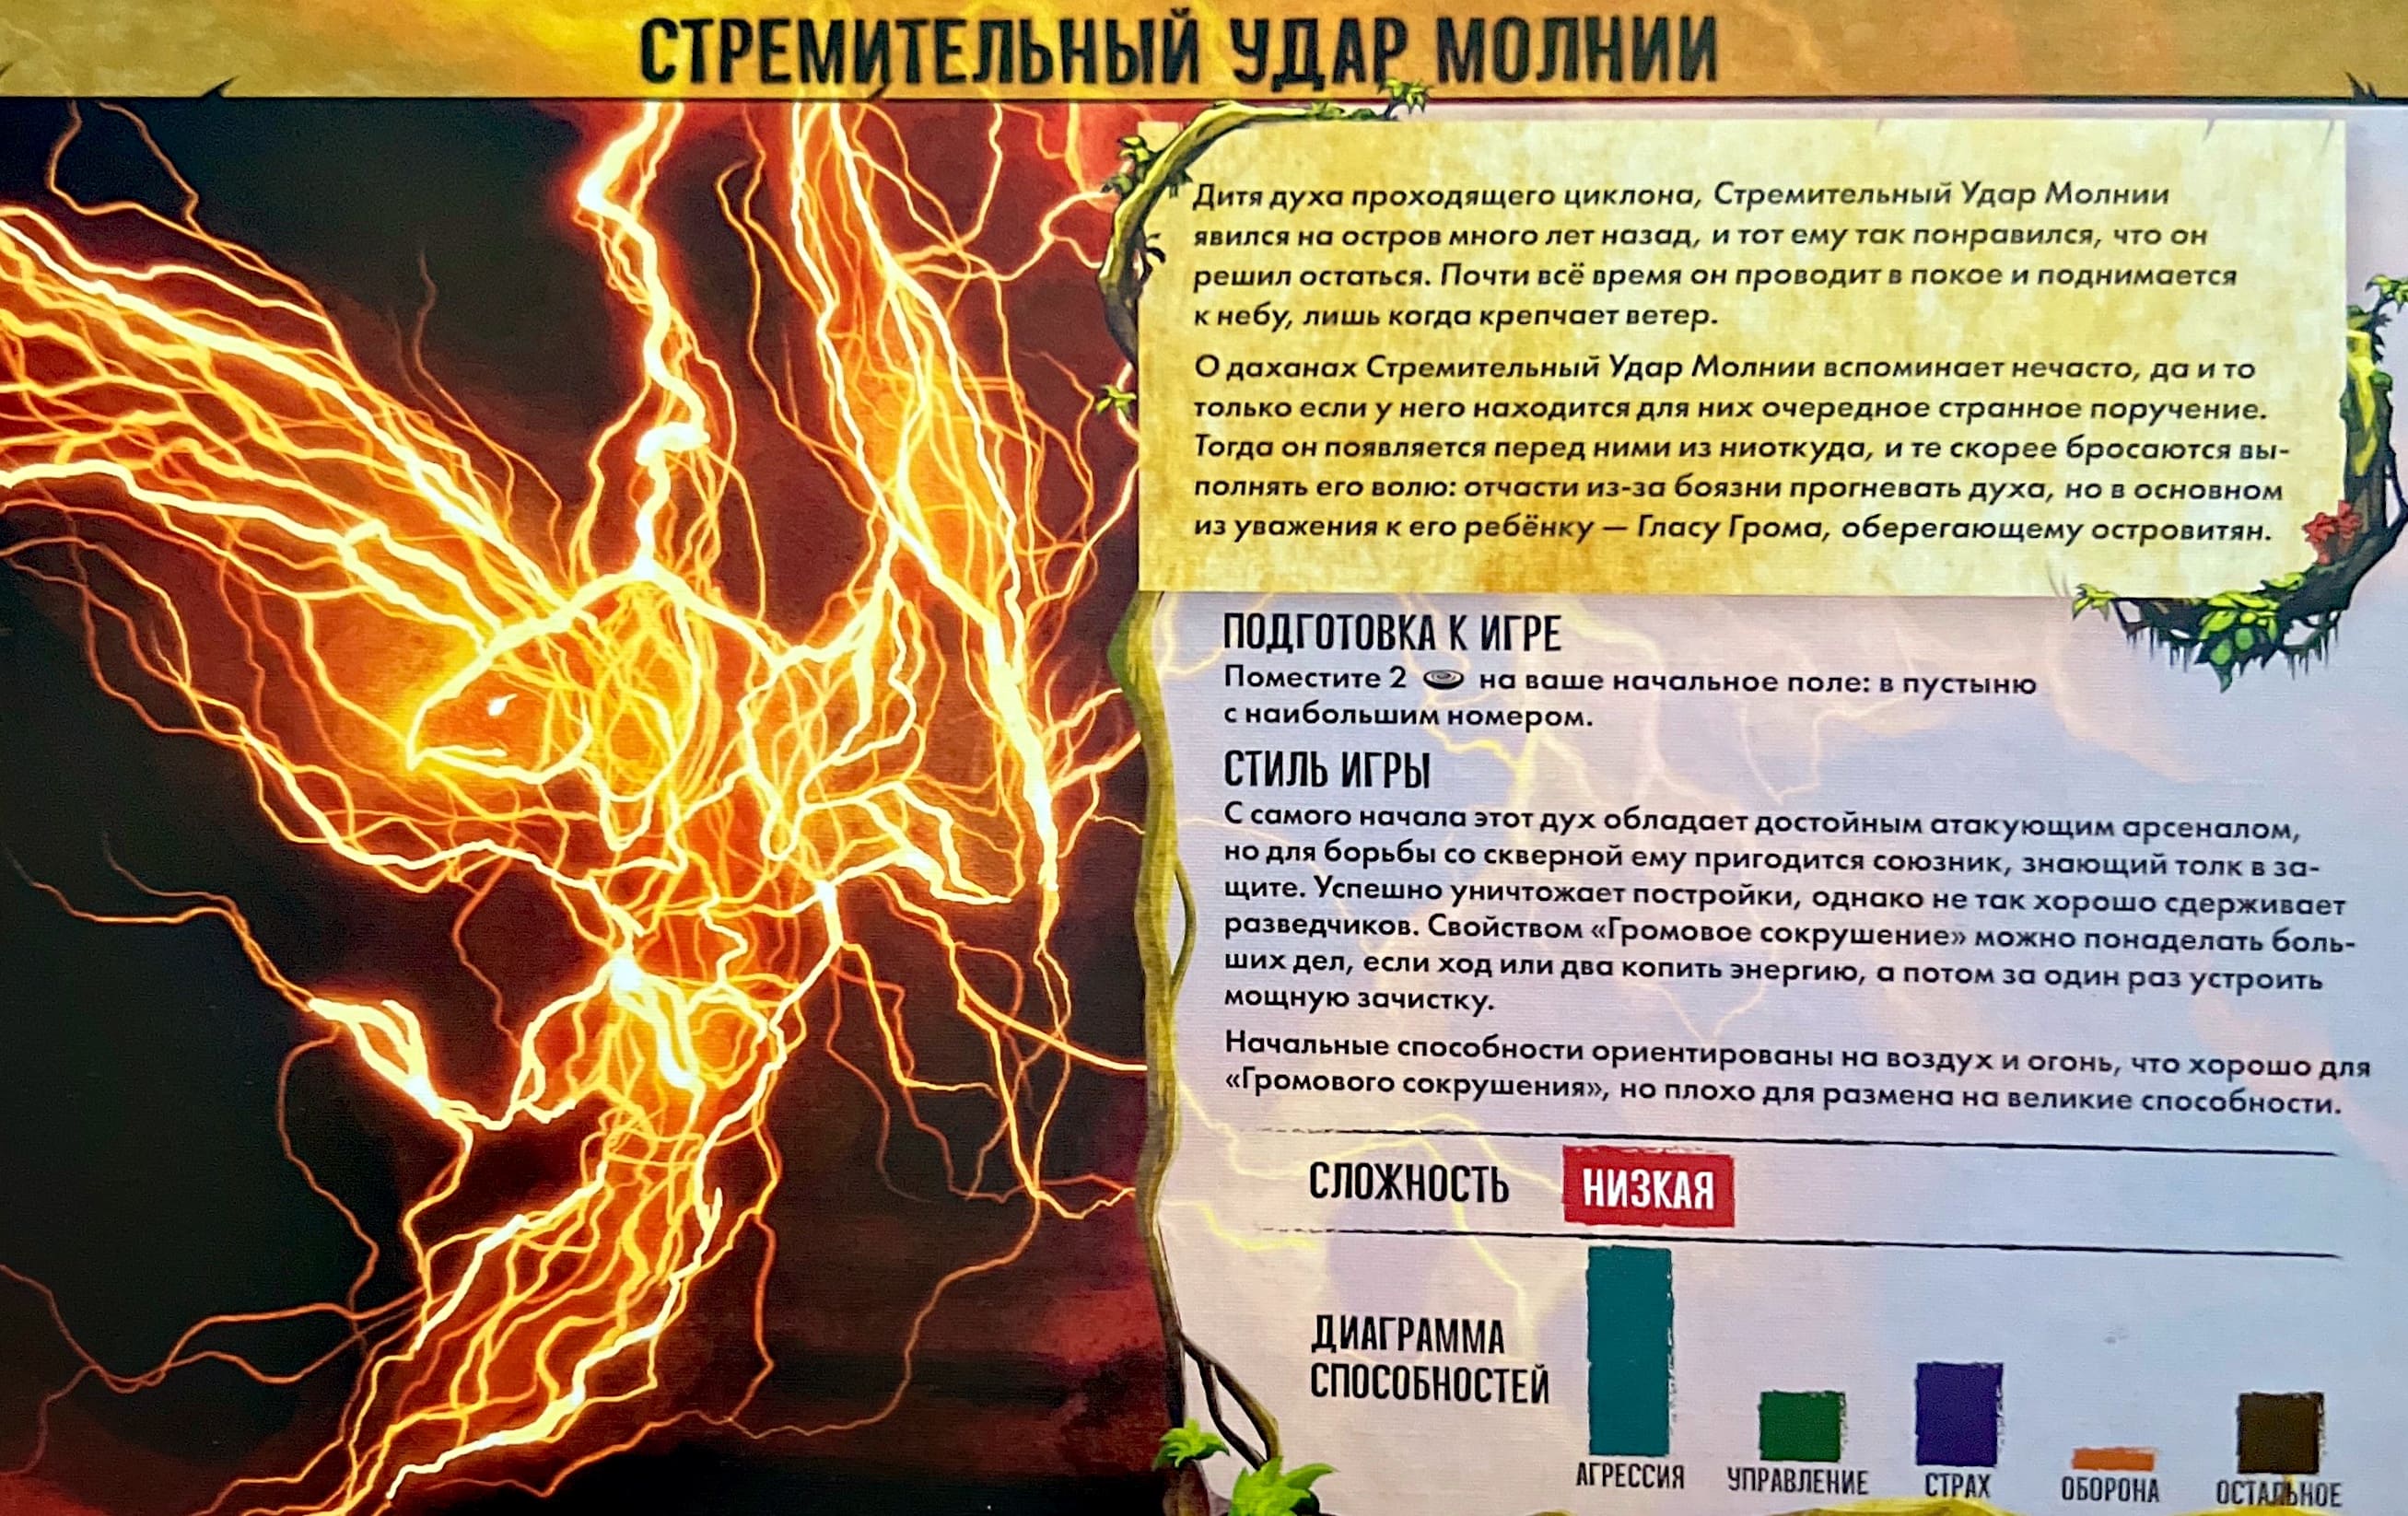 СТРЕМИТЕЛЬНЫЙ УДАР МОЛНИИ
Дитя духа проходящего циклона, Стремительный Удар Молнии
явился на остров много лет назад, и тот ему так понравился, что он
решил остаться. Почти всё время он проводит в покое и поднимается
к небу, лишь когда крепчает ветер.
О даханах Стремительный Удар Молнии вспоминает нечасто, да и то
только если у него находится для них очередное странное поручение.
Тогда он появляется перед ними из ниоткуда, и те скорее бросаются вы-
полнять его волю: отчасти из-за боязни прогневать духа, но в основном
из уважения к его ребёнку — Гласу Грома, оберегающему островитян.
ПОДГОТОВКА К ИГРЕ
Поместите 2 на ваше начальное поле: в пустыню
с наибольшим номером.
СТИЛЬ ИГРЫ
С самого начала этот дух обладает достойным атакующим арсеналом,
но для борьбы со скверной ему пригодится союзник, знающий толк в за-
щите. Успешно уничтожает постройки, однако не так хорошо сдерживает
разведчиков. Свойством «Громовое сокрушение» можно понаделать боль-
ших дел, если ход или два копить энергию, а потом за один раз устроить
мощную зачистку.
Начальные способности ориентированы на воздух и огонь, что хорошо для
«Громового сокрушения», но плохо для размена на великие способности.
СЛОЖНОСТЬ НИЗКАЯ
ДИАГРАММА
СПОСОБНОСТЕЙ
АГРЕССИЯ УПРАВЛЕНИЕ СТРАХ ОБОРОНА ОСТАЛЬНОЕ